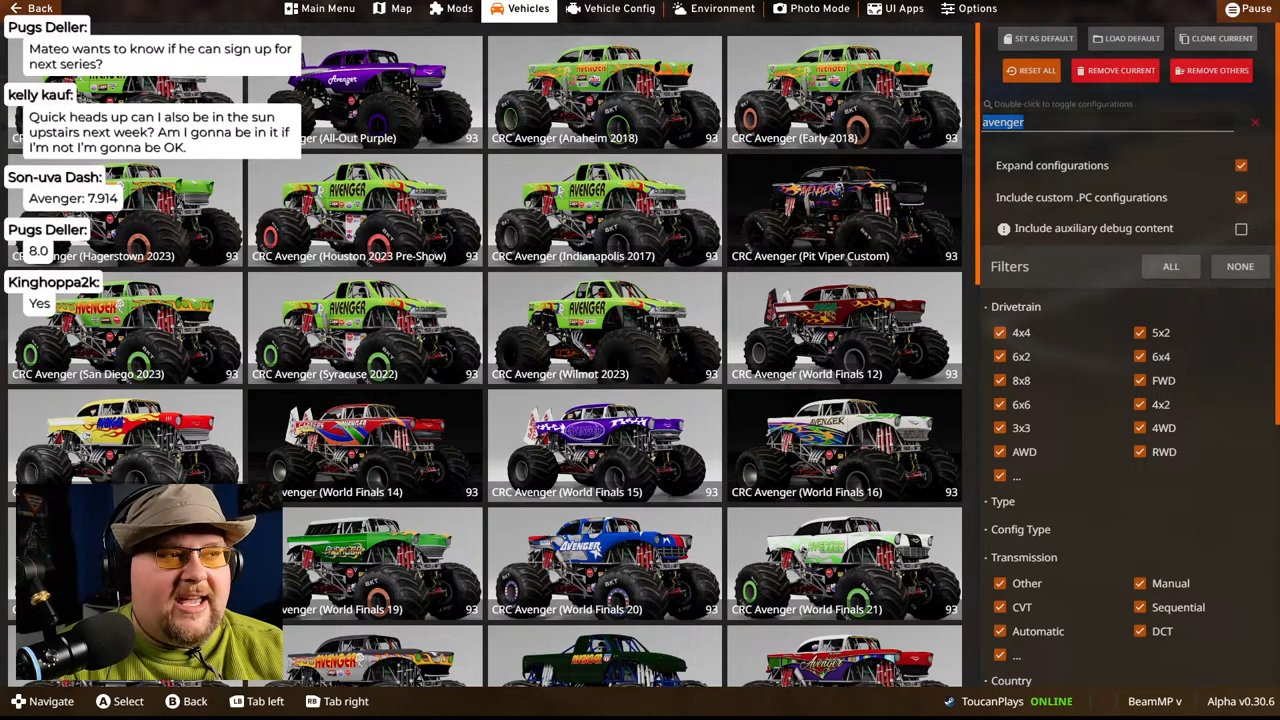 Back
Main Menu
Map
Mods
Vehicles
Vehicle Config
Environment
Photo Mode
UI Apps
Options
Pause
Pugs Deller:
Mateo wants to know if he can sign up for
next series?
kelly kauf:
Quick heads up can I also be in the sun
upstairs next week? Am I gonna be in it if
I'm not I'm gonna be OK.
Son-uva Dash:
Avenger: 7.914
Pugs Deller:
8.0
Kinghoppa2k:
Yes
(All-Out Purple) 93
CRC Avenger (Anaheim 2018) 93
CRC Avenger (Early 2018) 93
(Hagerstown 2023) 93
CRC Avenger (Houston 2023 Pre-Show) 93
CRC Avenger (Indianapolis 2017) 93
CRC Avenger (Pit Viper Custom) 93
CRC Avenger (San Diego 2023) 93
CRC Avenger (Syracuse 2022) 93
CRC Avenger (Wilmot 2023) 93
CRC Avenger (World Finals 12) 93
venger (World Finals 14) 93
CRC Avenger (World Finals 15) 93
CRC Avenger (World Finals 16) 93
enger (World Finals 19) 93
CRC Avenger (World Finals 20) 93
CRC Avenger (World Finals 21) 93
SET AS DEFAULT
LOAD DEFAULT
CLONE CURRENT
RESET ALL
REMOVE CURRENT
REMOVE OTHERS
Double-click to toggle configurations
avenger
Expand configurations
Include custom .PC configurations
Include auxiliary debug content
Filters
ALL
NONE
- Drivetrain
4x4
5x2
6x2
6x4
8x8
FWD
6x6
4x2
3x3
4WD
AWD
RWD
...
- Type
- Config Type
- Transmission
Other
Manual
CVT
Sequential
Automatic
DCT
...
- Country
Navigate
A Select
B Back
LB Tab left
RB Tab right
ToucanPlays ONLINE
BeamMP v
Alpha v0.30.6